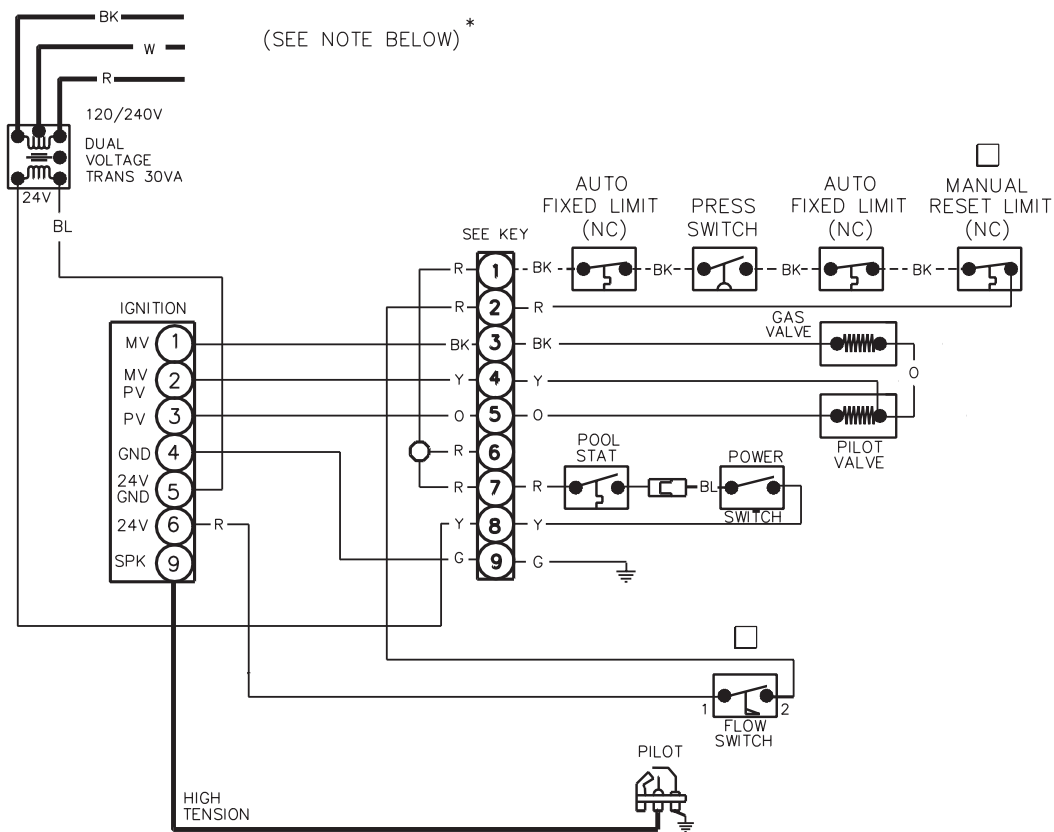 BK
(SEE NOTE BELOW)*
W
R
120/240V
DUAL
VOLTAGE
TRANS 30VA
24V
BL
AUTO
FIXED LIMIT
(NC)
PRESS
SWITCH
AUTO
FIXED LIMIT
(NC)
MANUAL
RESET LIMIT
(NC)
SEE KEY
R 1 BK BK BK BK
R 2 R
IGNITION
GAS
VALVE
MV 1 BK 3 BK
O
MV
PV 2 Y 4 Y
PV 3 O 5 O
PILOT
VALVE
GND 4 R 6
POOL
STAT
POWER
SWITCH
24V
GND 5 R 7 R BL
24V 6 R Y 8 Y
SPK 9 G 9 G
1 2
FLOW
SWITCH
PILOT
HIGH
TENSION